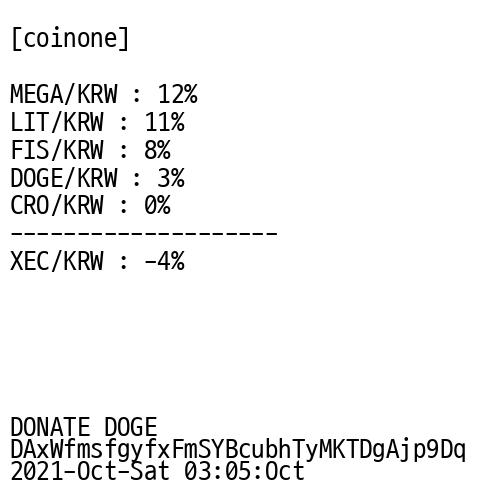 [coinone]
MEGA/KRW : 12%
LIT/KRW : 11%
FIS/KRW : 8%
DOGE/KRW : 3%
CRO/KRW : 0%
--------------------
XEC/KRW : -4%
DONATE DOGE
DAxWfmsfgyfxFmSYBcubhTyMKTDgAjp9Dq
2021-Oct-Sat 03:05:Oct